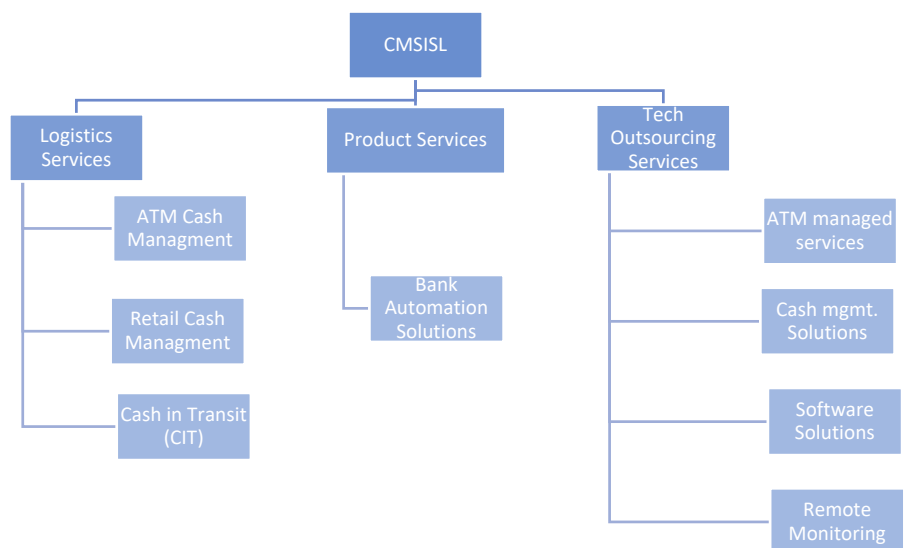 CMSISL
Logistics
Services
Product Services
Tech
Outsourcing
Services
ATM Cash
Managment
Retail Cash
Managment
Cash in Transit
(CIT)
Bank
Automation
Solutions
ATM managed
services
Cash mgmt.
Solutions
Software
Solutions
Remote
Monitoring